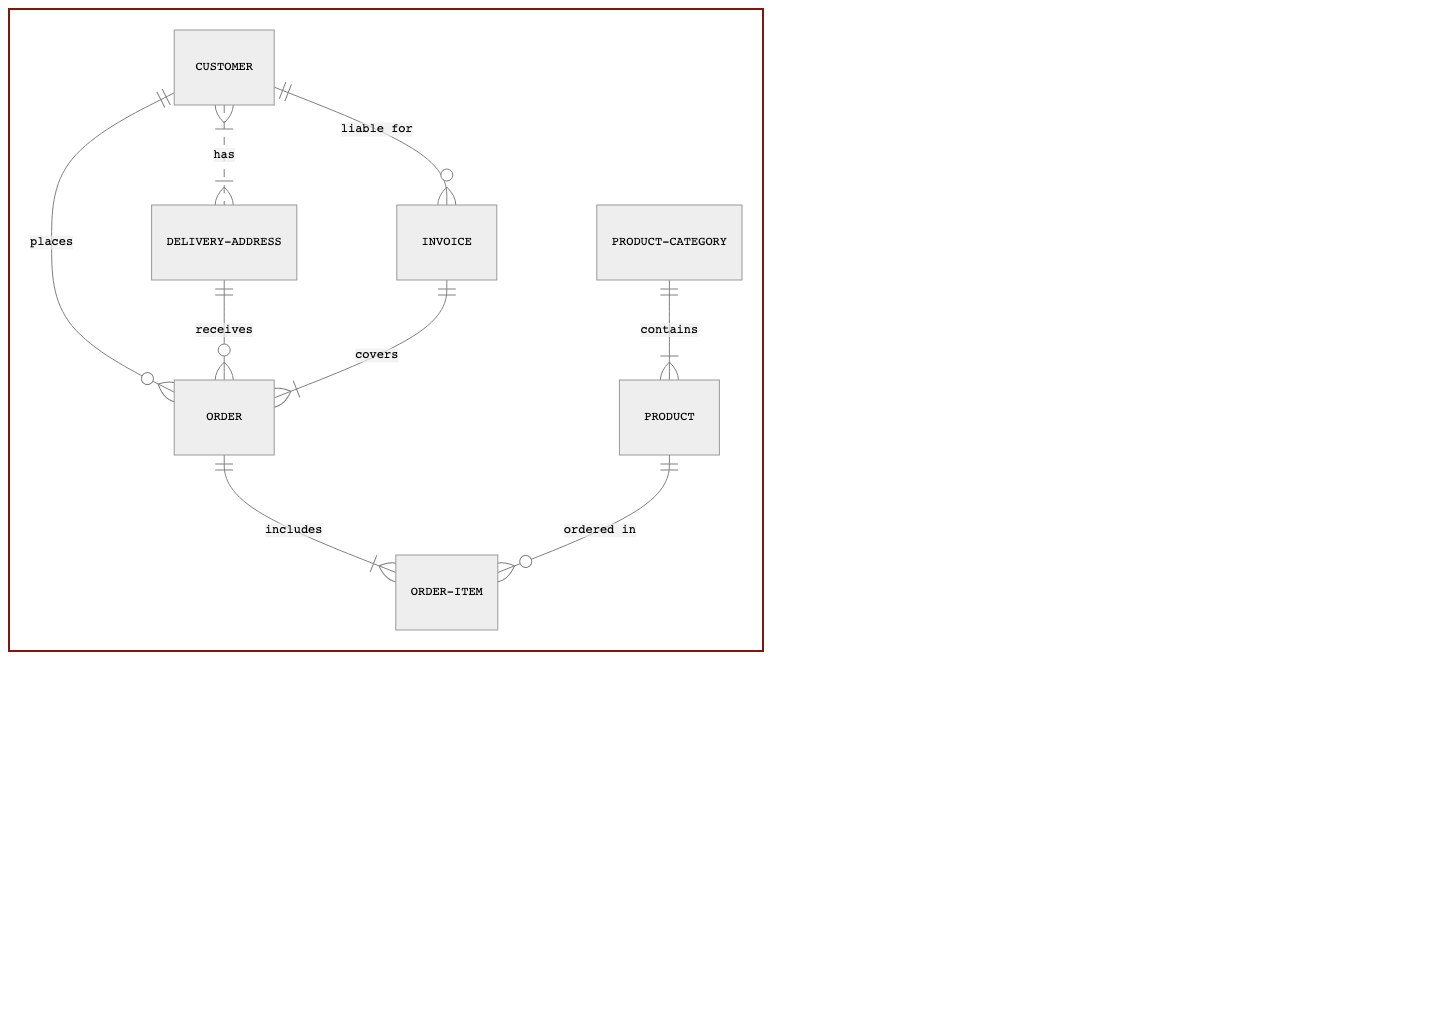 CUSTOMER
liable for
has
places
DELIVERY-ADDRESS
INVOICE
PRODUCT-CATEGORY
receives
contains
covers
ORDER
PRODUCT
includes
ordered in
ORDER-ITEM